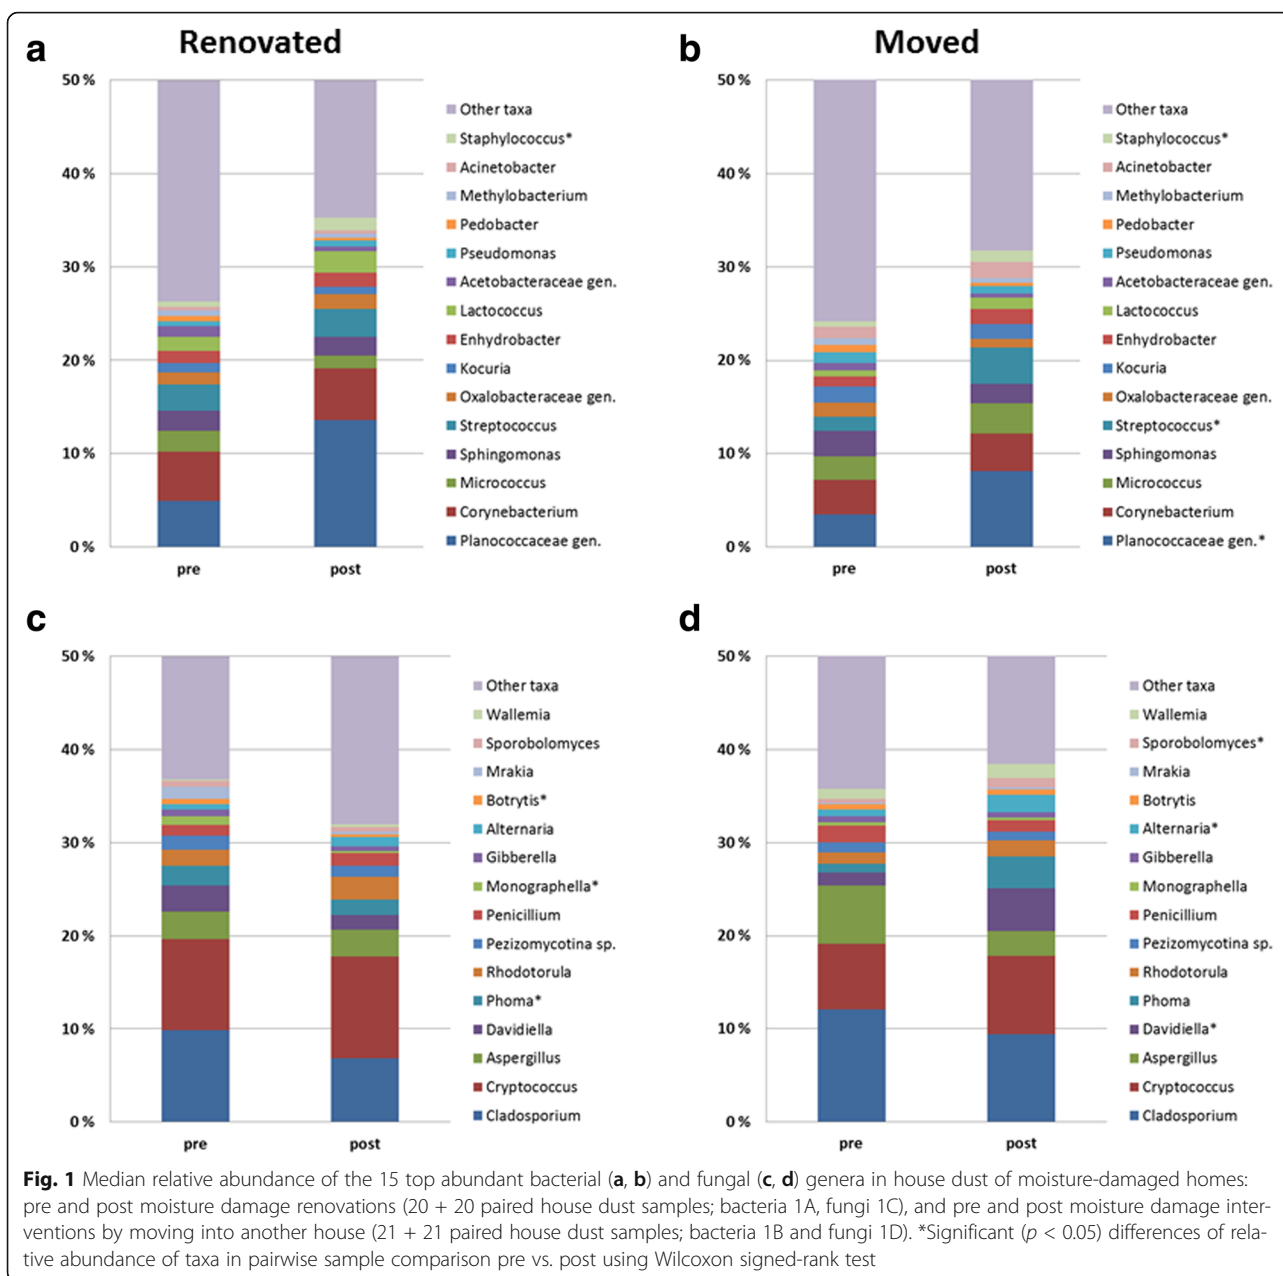 a
Renovated
50 %
40 %
30 %
20 %
10 %
0 %
pre
post
Other taxa
Staphylococcus*
Acinetobacter
Methylobacterium
Pedobacter
Pseudomonas
Acetobacteraceae gen.
Lactococcus
Enhydrobacter
Kocuria
Oxalobacteraceae gen.
Streptococcus
Sphingomonas
Micrococcus
Corynebacterium
Planococcaceae gen.
b
Moved
50 %
40 %
30 %
20 %
10 %
0 %
pre
post
Other taxa
Staphylococcus*
Acinetobacter
Methylobacterium
Pedobacter
Pseudomonas
Acetobacteraceae gen.
Lactococcus
Enhydrobacter
Kocuria
Oxalobacteraceae gen.
Streptococcus*
Sphingomonas
Micrococcus
Corynebacterium
Planococcaceae gen.*
c
50 %
40 %
30 %
20 %
10 %
0 %
pre
post
Other taxa
Wallemia
Sporobolomyces
Mrakia
Botrytis*
Alternaria
Gibberella
Monographella*
Penicillium
Pezizomycotina sp.
Rhodotorula
Phoma*
Davidiella
Aspergillus
Cryptococcus
Cladosporium
d
50 %
40 %
30 %
20 %
10 %
0 %
pre
post
Other taxa
Wallemia
Sporobolomyces*
Mrakia
Botrytis
Alternaria*
Gibberella
Monographella
Penicillium
Pezizomycotina sp.
Rhodotorula
Phoma
Davidiella*
Aspergillus
Cryptococcus
Cladosporium
Fig. 1 Median relative abundance of the 15 top abundant bacterial (a, b) and fungal (c, d) genera in house dust of moisture-damaged homes:
pre and post moisture damage renovations (20 + 20 paired house dust samples; bacteria 1A, fungi 1C), and pre and post moisture damage inter-
ventions by moving into another house (21 + 21 paired house dust samples; bacteria 1B and fungi 1D). *Significant (p < 0.05) differences of rela-
tive abundance of taxa in pairwise sample comparison pre vs. post using Wilcoxon signed-rank test